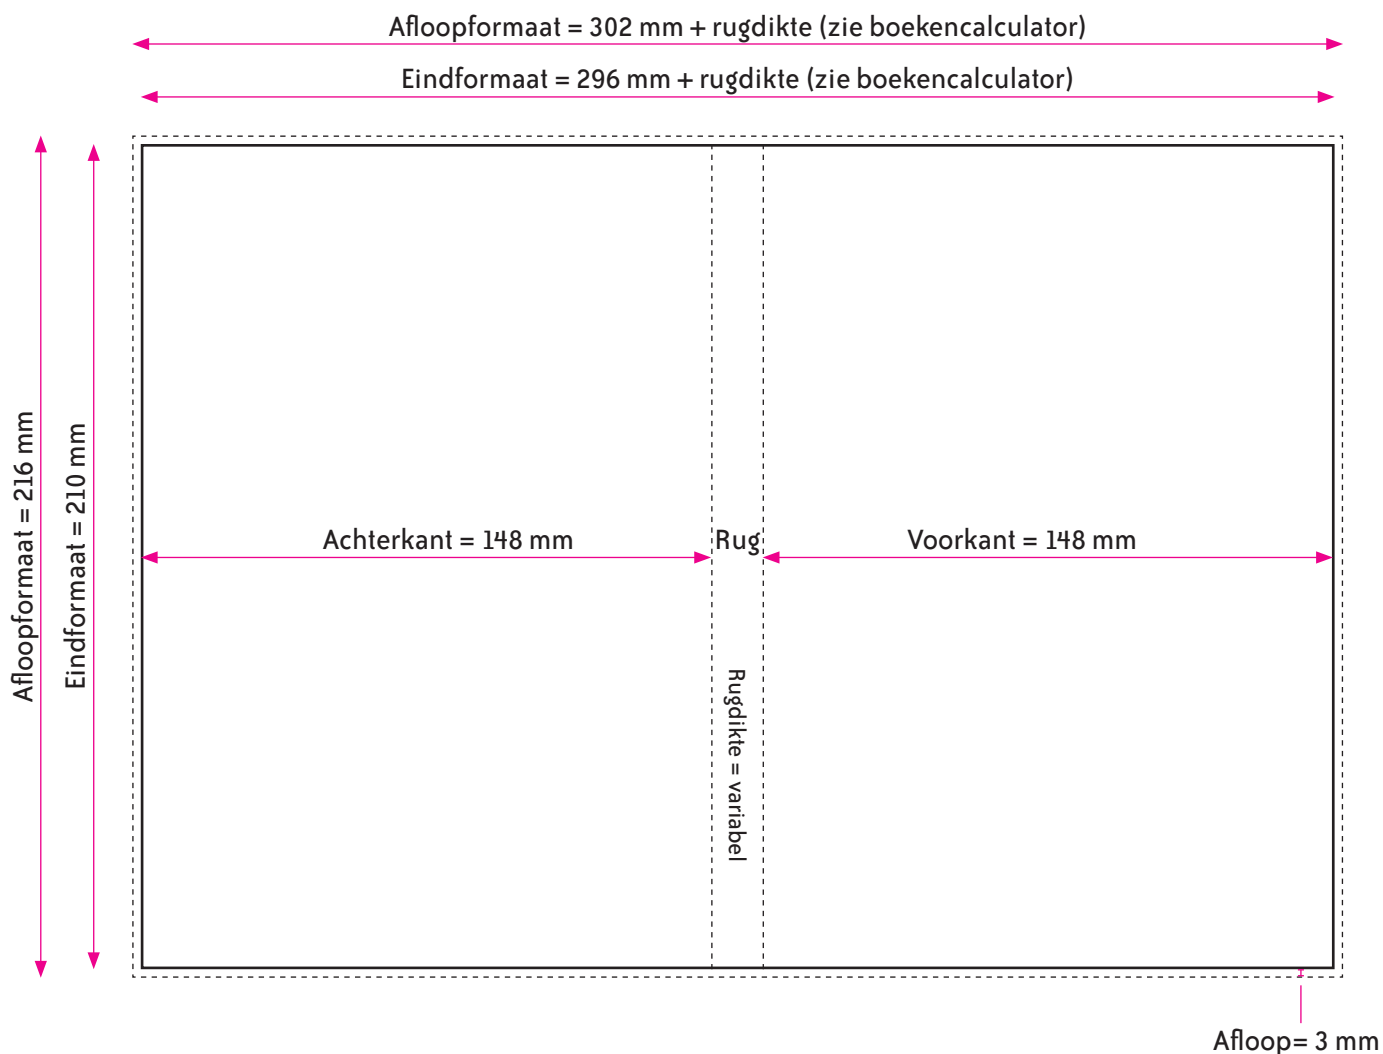 Afloopformaat = 302 mm + rugdikte (zie boekencalculator)
Eindformaat = 296 mm + rugdikte (zie boekencalculator)
Afloopformaat = 216 mm
Eindformaat = 210 mm
Achterkant = 148 mm
Rug
Voorkant = 148 mm
Rugdikte = variabel
Afloop= 3 mm